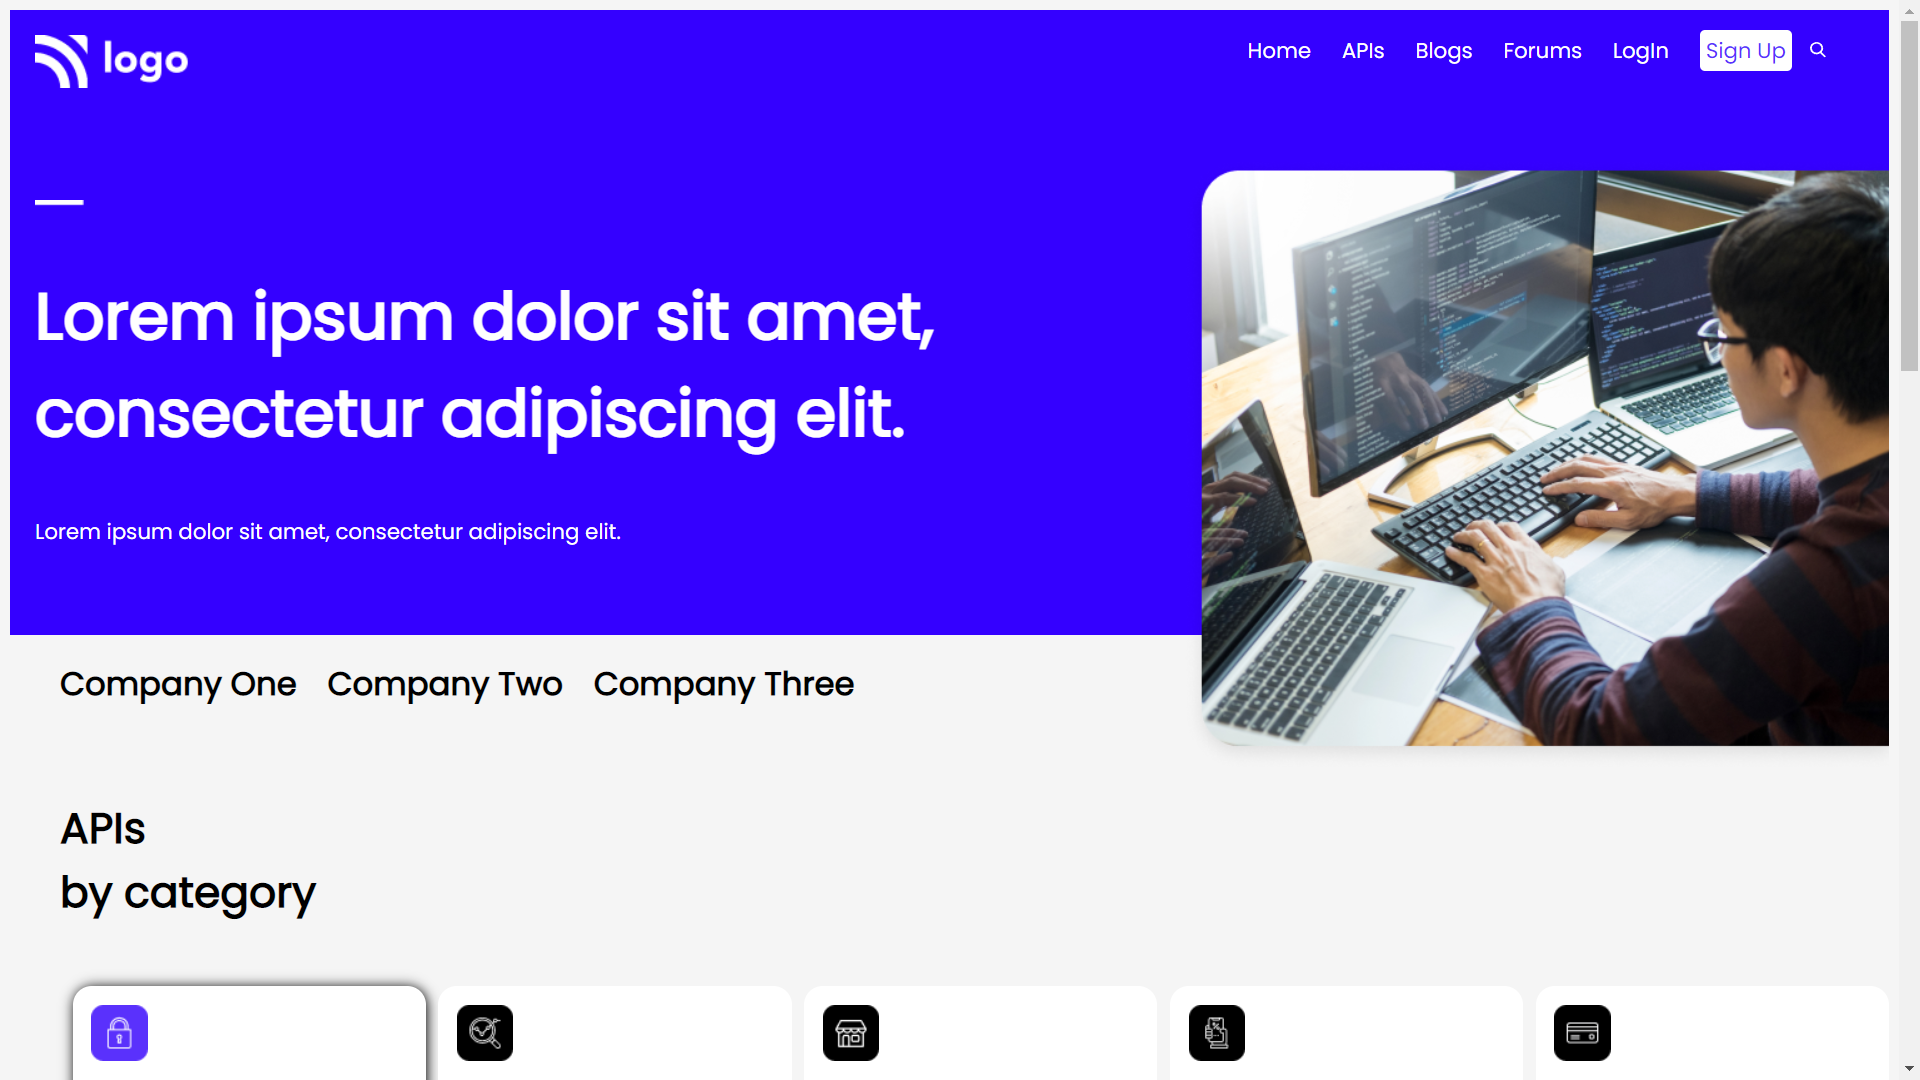 logo
Home APIs Blogs Forums LogIn Sign Up
Lorem ipsum dolor sit amet,
consectetur adipiscing elit.
Lorem ipsum dolor sit amet, consectetur adipiscing elit.
Company One Company Two Company Three
APIs
by category